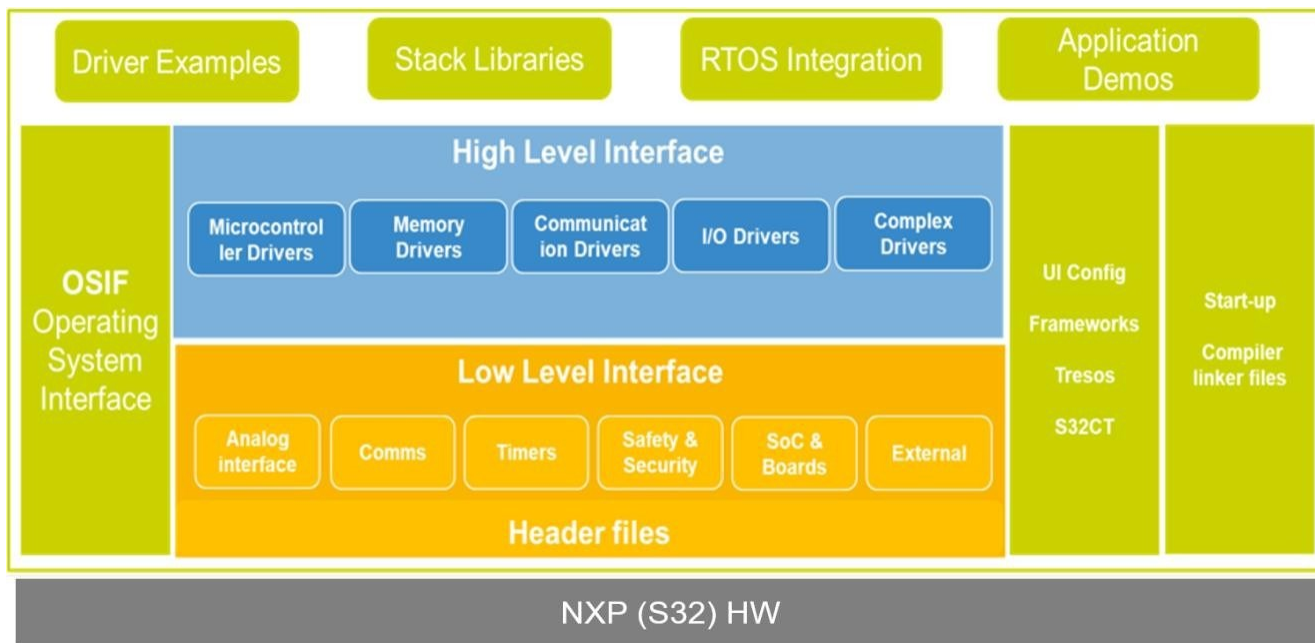 Driver Examples
Stack Libraries
RTOS Integration
Application
Demos
OSIF
Operating
System
Interface
High Level Interface
Microcontrol
ler Drivers
Memory
Drivers
Communicat
ion Drivers
I/O Drivers
Complex
Drivers
Low Level Interface
Analog
interface
Comms
Timers
Safety &
Security
SoC &
Boards
External
Header files
UI Config
Frameworks
Tresos
S32CT
Start-up
Compiler
linker files
NXP (S32) HW